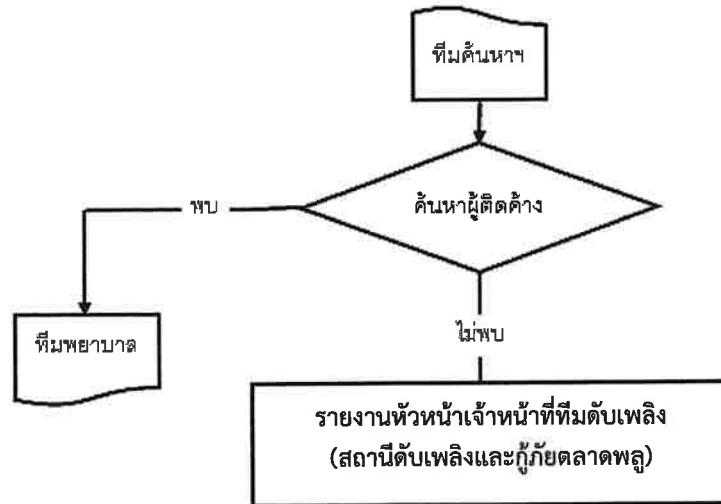 ทีมค้นหาฯ
ค้นหาผู้ติดค้าง
พบ
ทีมพยาบาล
ไม่พบ
รายงานหัวหน้าเจ้าหน้าที่ทีมดับเพลิง
(สถานีดับเพลิงและกู้ภัยตลาดพลู)